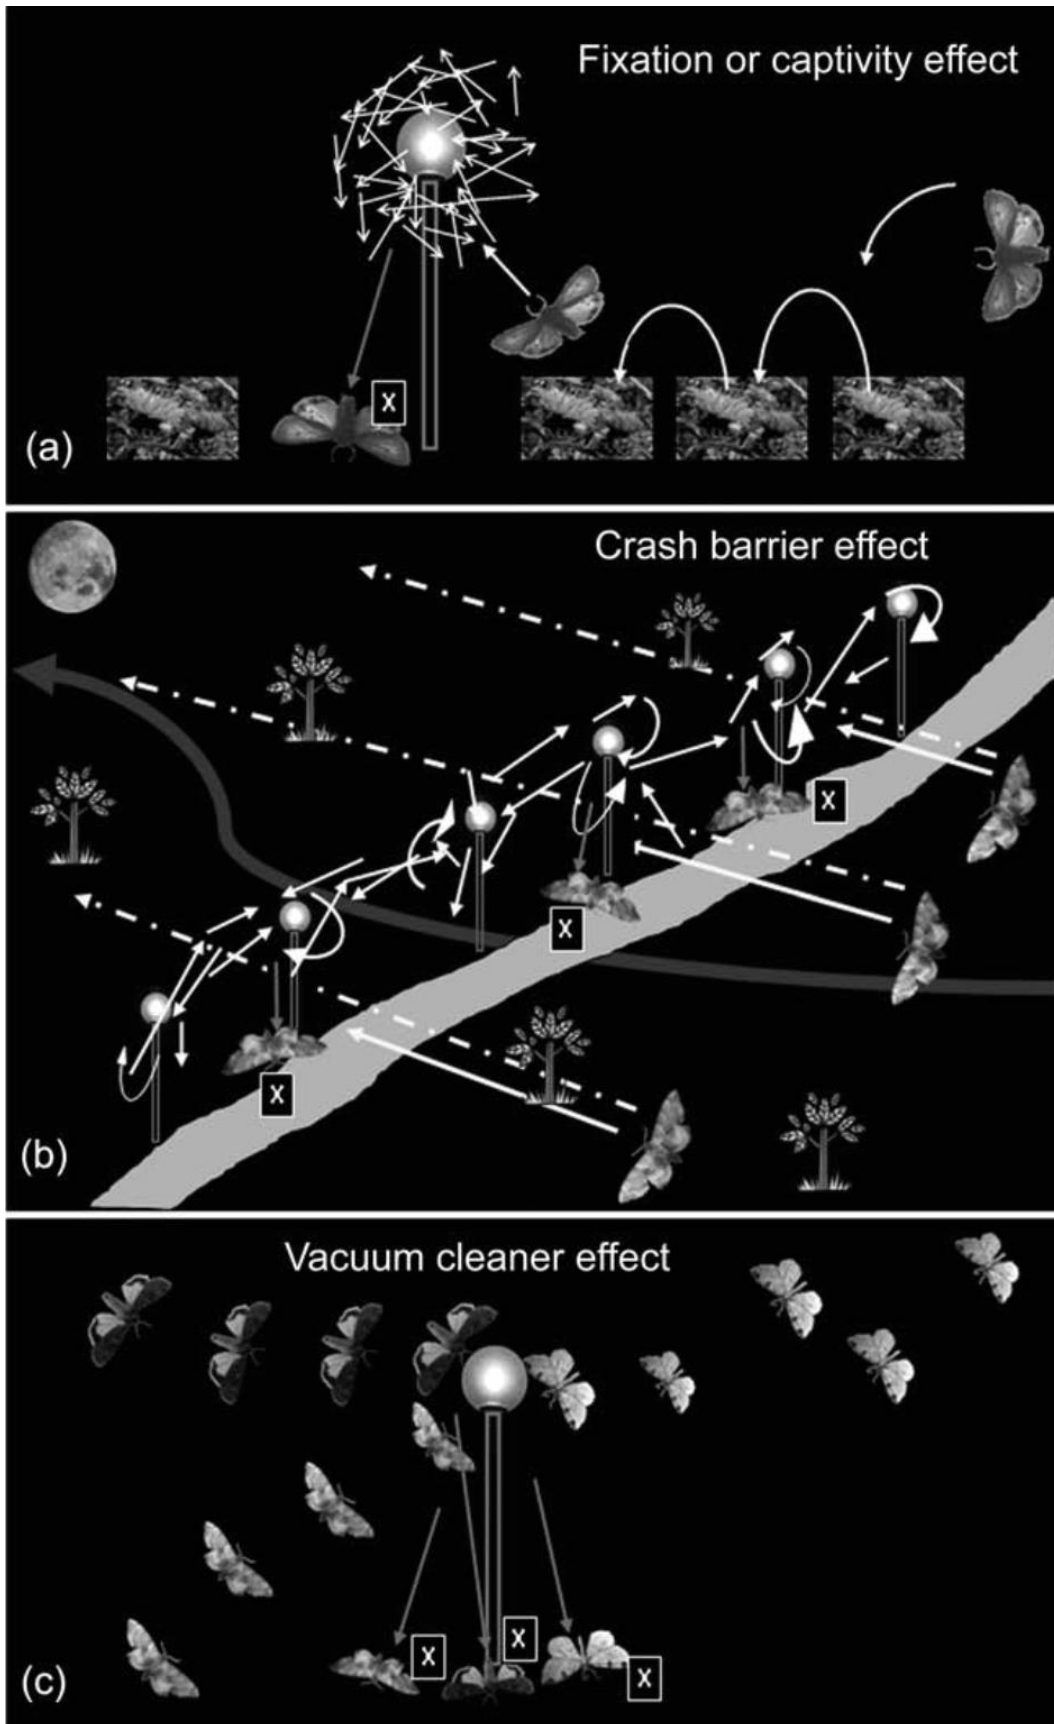 Fixation or captivity effect
X
(a)
Crash barrier effect
X
X
X
(b)
Vacuum cleaner effect
X
X
X
(c)